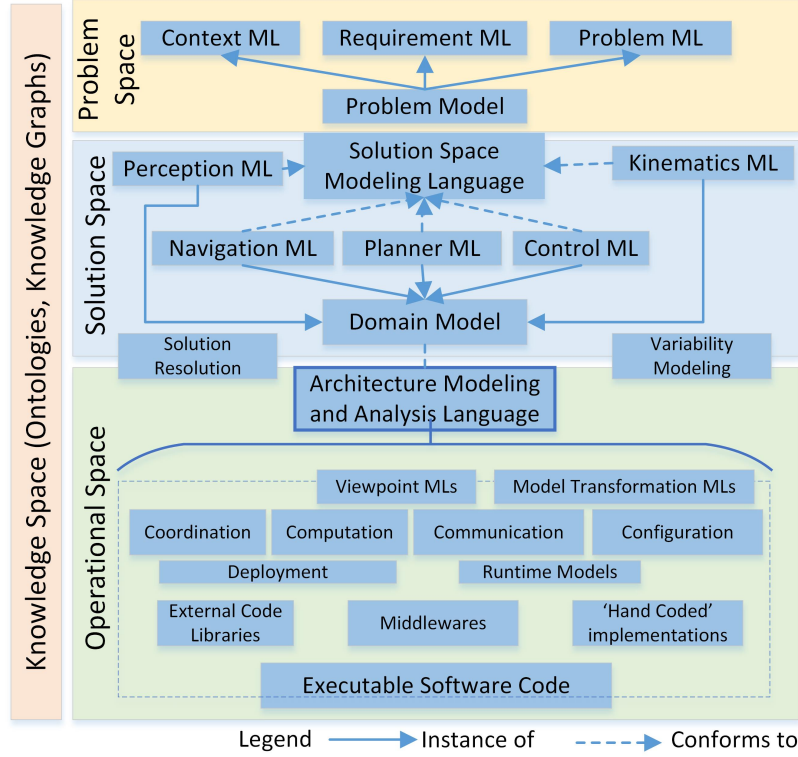 Knowledge Space (Ontologies, Knowledge Graphs)
Problem
Space
Context ML
Requirement ML
Problem ML
Problem Model
Solution Space
Perception ML
Solution Space
Modeling Language
Kinematics ML
Navigation ML
Planner ML
Control ML
Domain Model
Solution
Resolution
Variability
Modeling
Operational Space
Architecture Modeling
and Analysis Language
Viewpoint MLs
Model Transformation MLs
Coordination
Computation
Communication
Configuration
Deployment
Runtime Models
External Code
Libraries
Middlewares
‘Hand Coded’
implementations
Executable Software Code
Legend
Instance of
Conforms to